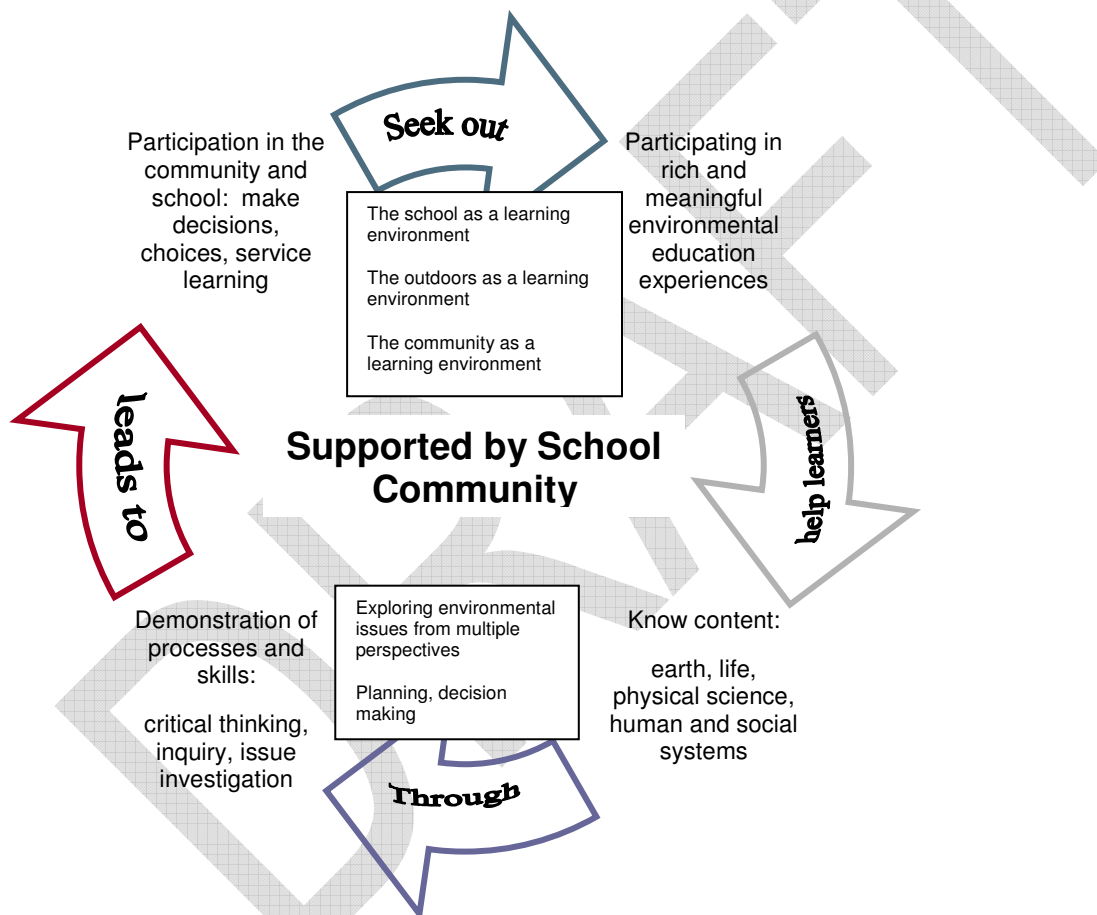 Seek out
Participation in the
community and
school: make
decisions,
choices, service
learning
The school as a learning
environment
The outdoors as a learning
environment
The community as a
learning environment
Participating in
rich and
meaningful
environmental
education
experiences
leads to
Supported by School
Community
help learners
Demonstration of
processes and
skills:
critical thinking,
inquiry, issue
investigation
Exploring environmental
issues from multiple
perspectives
Planning, decision
making
Know content:
earth, life,
physical science,
human and social
systems
Through
DRAFT